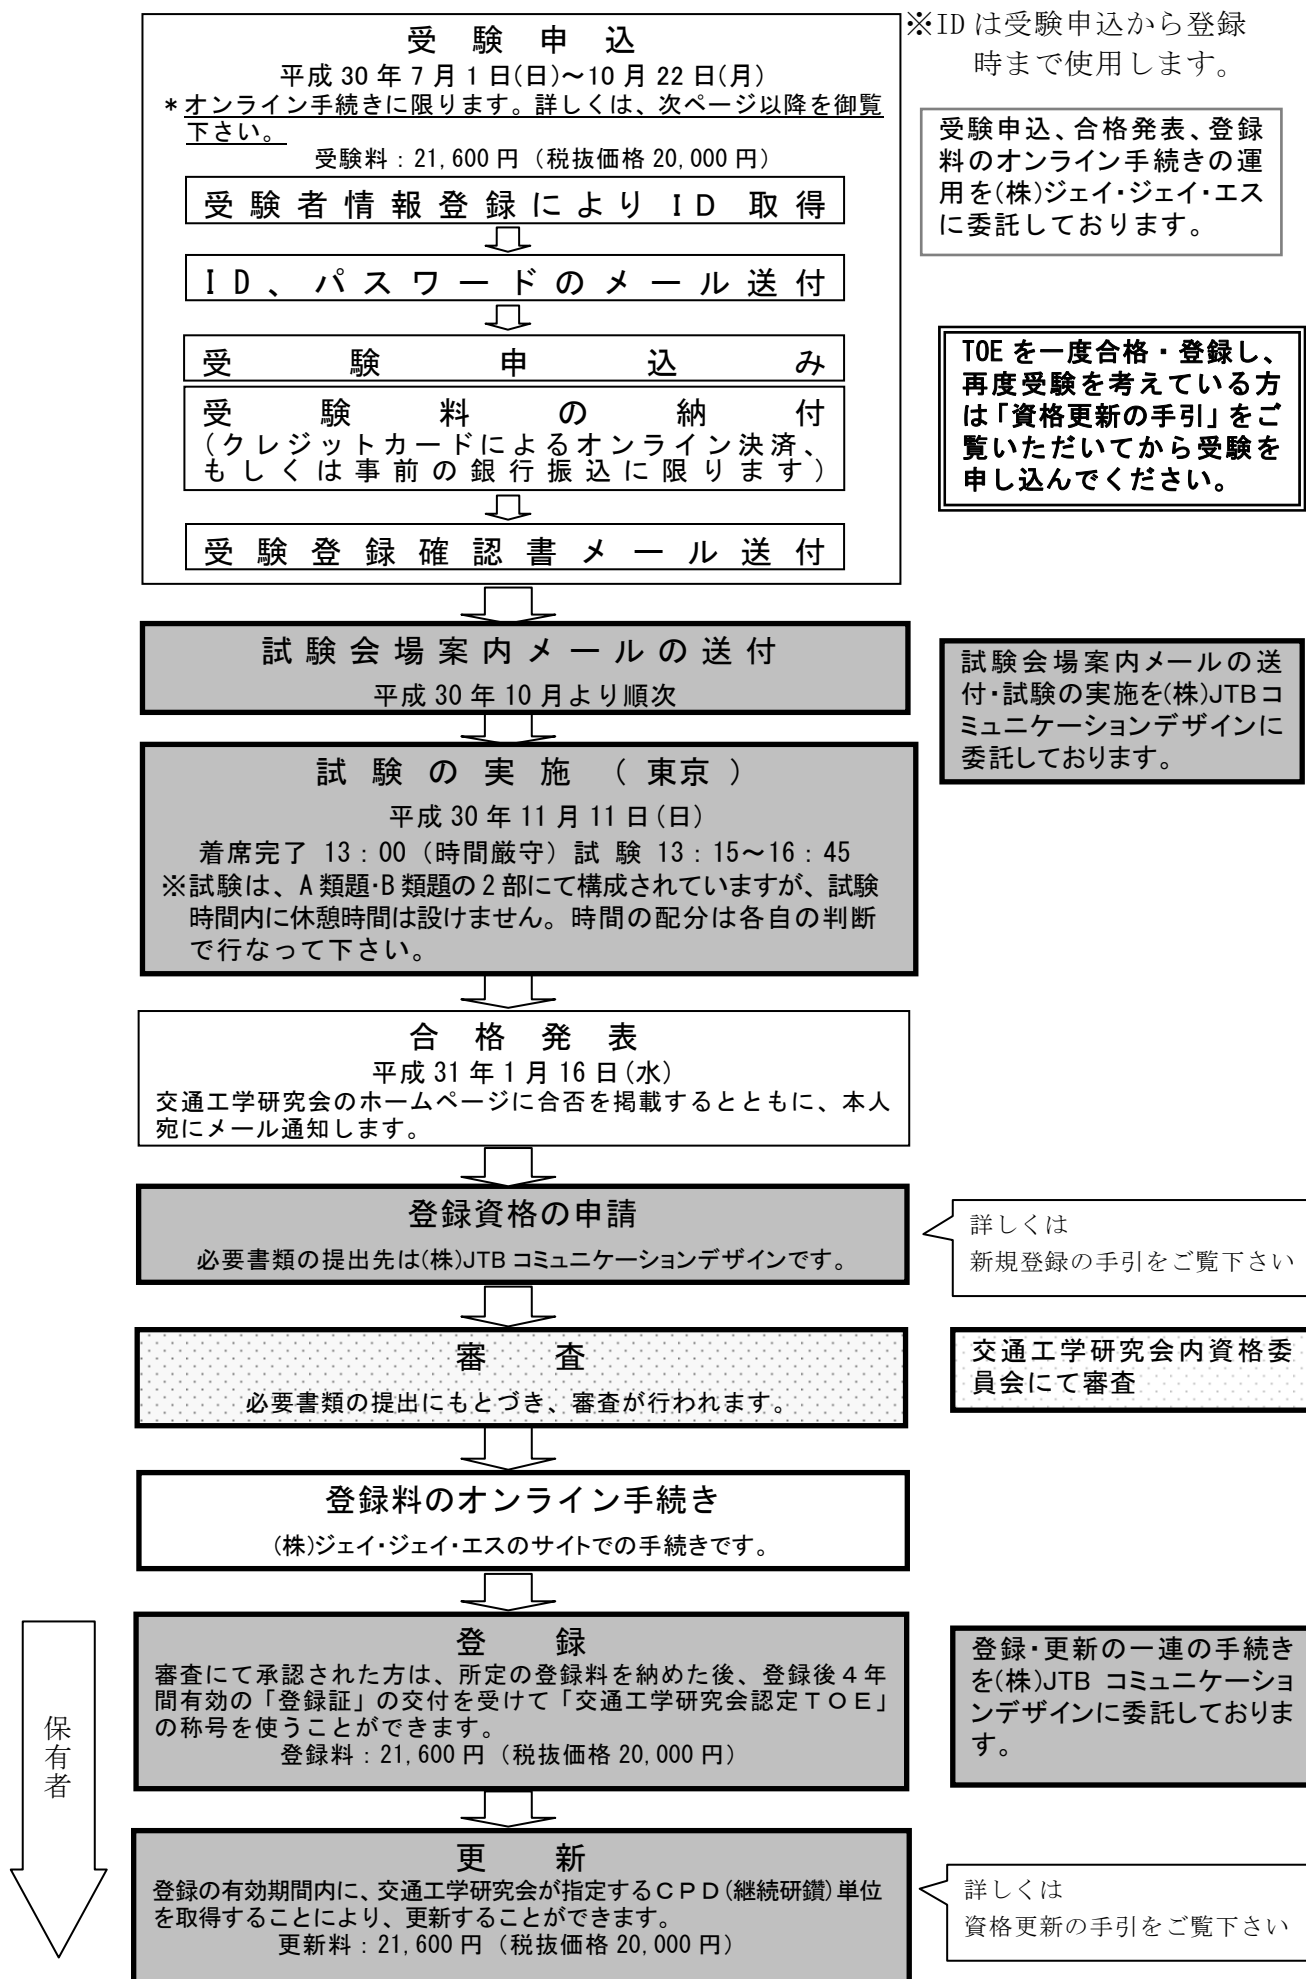 受験申込
平成30年7月1日(日)～10月22日(月)
*オンライン手続きに限ります。詳しくは、次ページ以降を御覧
下さい。
受験料：21,600円（税抜価格20,000円）
受験者情報登録によりID取得
ID、パスワードのメール送付
受験申込み
受験料の納付
（クレジットカードによるオンライン決済、
もしくは事前の銀行振込に限ります）
受験登録確認書メール送付
※IDは受験申込から登録
時まで使用します。
受験申込、合格発表、登録
料のオンライン手続きの運
用を(株)ジェイ・ジェイ・エス
に委託しております。
TOEを一度合格・登録し、
再度受験を考えている方
は「資格更新の手引」をご
覧いただいてから受験を
申し込んでください。
試験会場案内メールの送付
平成30年10月より順次
試験会場案内メールの送
付・試験の実施を(株)JTBコ
ミュニケーションデザインに
委託しております。
試験の実施（東京）
平成30年11月11日(日)
着席完了 13：00（時間厳守）試 験 13：15～16：45
※試験は、A類題・B類題の2部にて構成されていますが、試験
時間内に休憩時間は設けません。時間の配分は各自の判断
で行なって下さい。
合格発表
平成31年1月16日(水)
交通工学研究会のホームページに合否を掲載するとともに、本人
宛にメール通知します。
登録資格の申請
必要書類の提出先は(株)JTBコミュニケーションデザインです。
詳しくは
新規登録の手引をご覧下さい
審査
必要書類の提出にもとづき、審査が行われます。
交通工学研究会内資格委
員会にて審査
登録料のオンライン手続き
(株)ジェイ・ジェイ・エスのサイトでの手続きです。
登録
審査にて承認された方は、所定の登録料を納めた後、登録後４年
間有効の「登録証」の交付を受けて「交通工学研究会認定ＴＯＥ」
の称号を使うことができます。
登録料：21,600円（税抜価格20,000円）
登録・更新の一連の手続き
を(株)JTB コミュニケーショ
ンデザインに委託しておりま
す。
保有者
更新
登録の有効期間内に、交通工学研究会が指定するＣＰＤ(継続研鑽)単位
を取得することにより、更新することができます。
更新料：21,600円（税抜価格20,000円）
詳しくは
資格更新の手引をご覧下さい